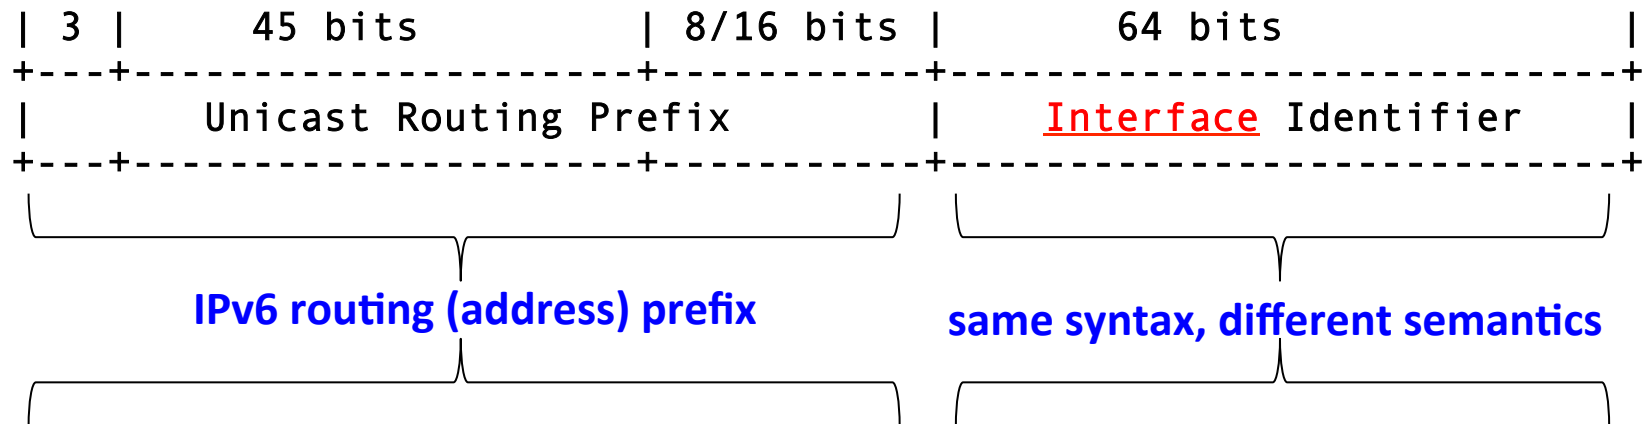 | 3 | 45 bits | 8/16 bits | 64 bits |
+---+---------------------+-----------+----------------------------+
| Unicast Routing Prefix | Interface Identifier |
+---+---------------------+-----------+----------------------------+
IPv6 routing (address) prefix
same syntax, different semantics